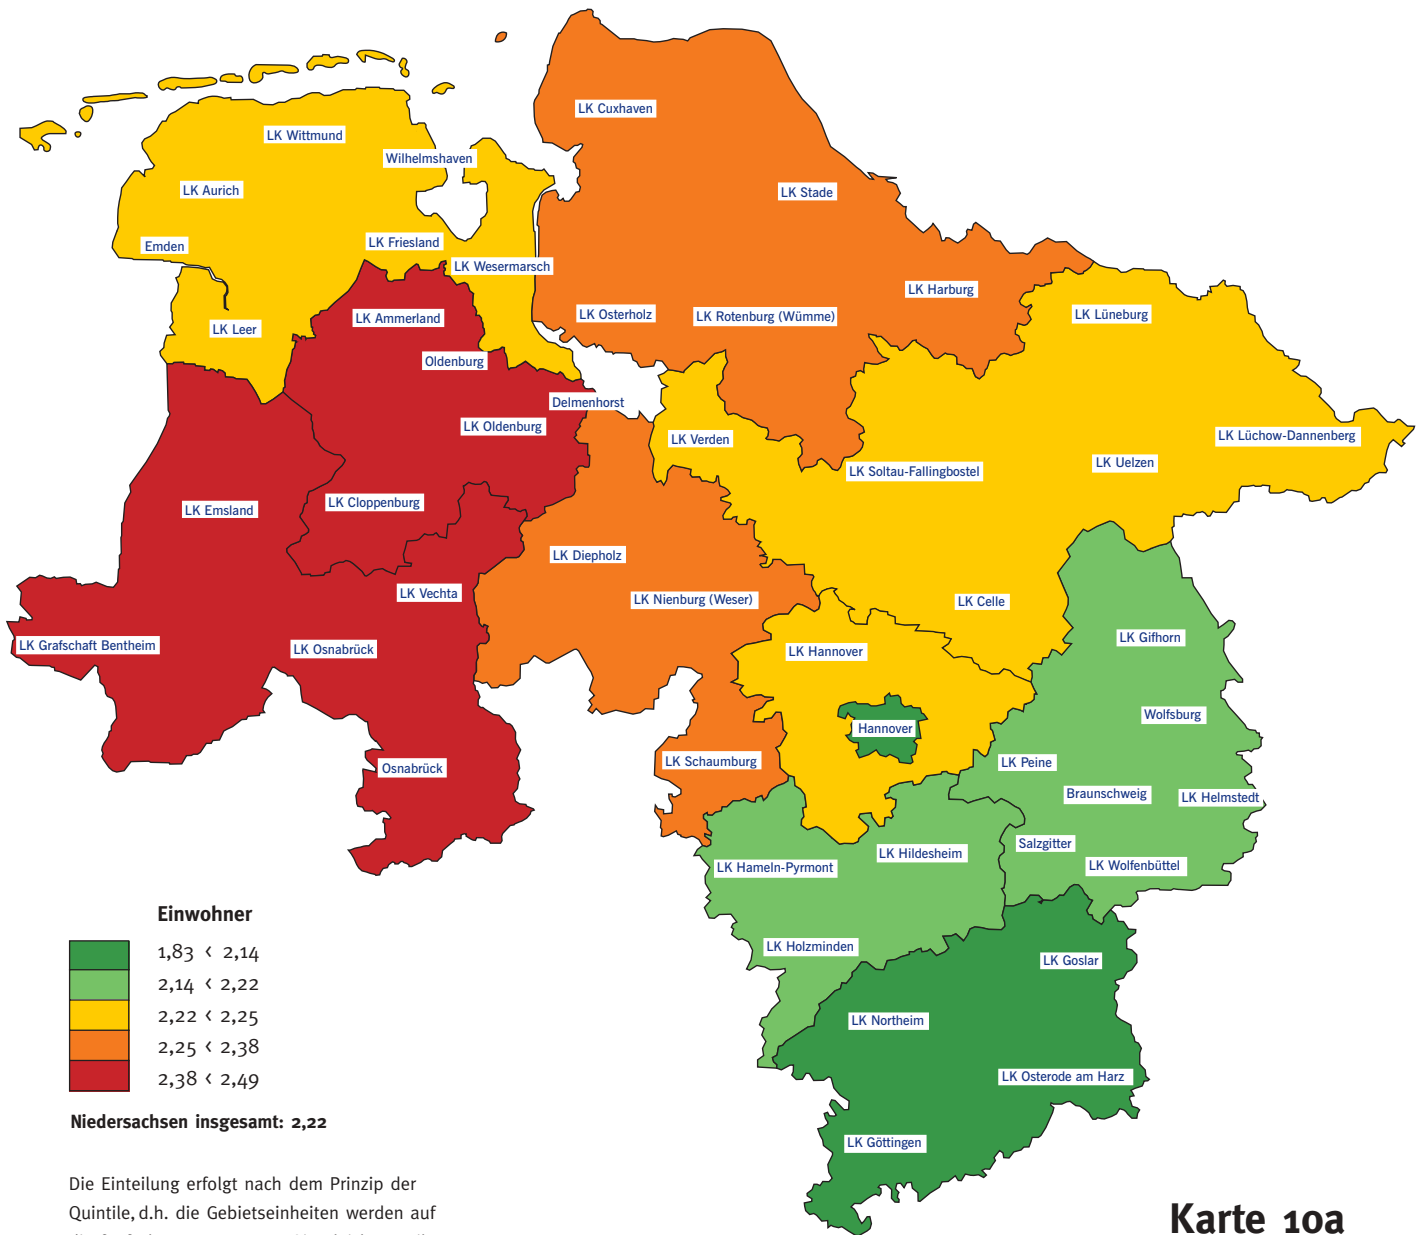 LK Cuxhaven
LK Wittmund
Wilhelmshaven
LK Aurich
LK Stade
Emden
LK Friesland
LK Wesermarsch
LK Harburg
LK Osterholz
LK Rotenburg (Wümme)
LK Lüneburg
LK Ammerland
LK Leer
Oldenburg
Delmenhorst
LK Oldenburg
LK Verden
LK Lüchow-Dannenberg
LK Uelzen
LK Soltau-Fallingbostel
LK Cloppenburg
LK Emsland
LK Diepholz
LK Vechta
LK Nienburg (Weser)
LK Celle
LK Gifhorn
LK Grafschaft Bentheim
LK Osnabrück
LK Hannover
Wolfsburg
Hannover
LK Schaumburg
LK Peine
Osnabrück
Braunschweig
LK Helmstedt
Salzgitter
LK Hildesheim
LK Hameln-Pyrmont
LK Wolfenbüttel
LK Holzminden
LK Goslar
LK Northeim
LK Osterode am Harz
LK Göttingen
Einwohner
1,83 < 2,14
2,14 < 2,22
2,22 < 2,25
2,25 < 2,38
2,38 < 2,49
Niedersachsen insgesamt: 2,22
Die Einteilung erfolgt nach dem Prinzip der
Quintile, d.h. die Gebietseinheiten werden auf
Karte 10a